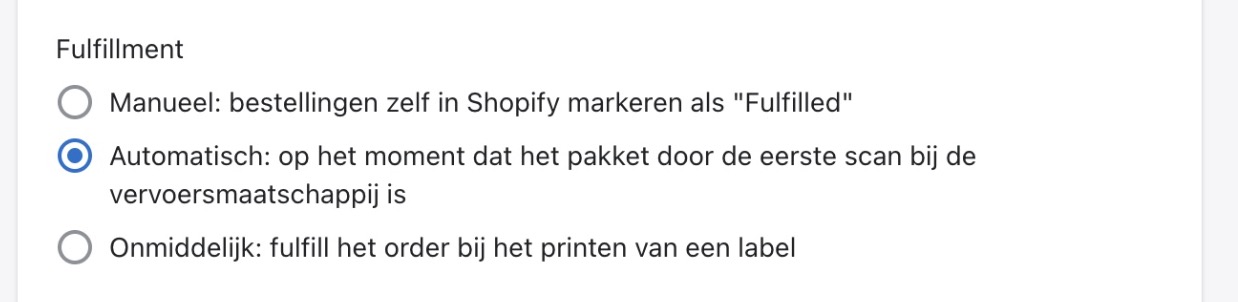 Fulfillment
Manueel: bestellingen zelf in Shopify markeren als "Fulfilled"
Automatisch: op het moment dat het pakket door de eerste scan bij de
vervoersmaatschappij is
Onmiddelijk: fulfill het order bij het printen van een label